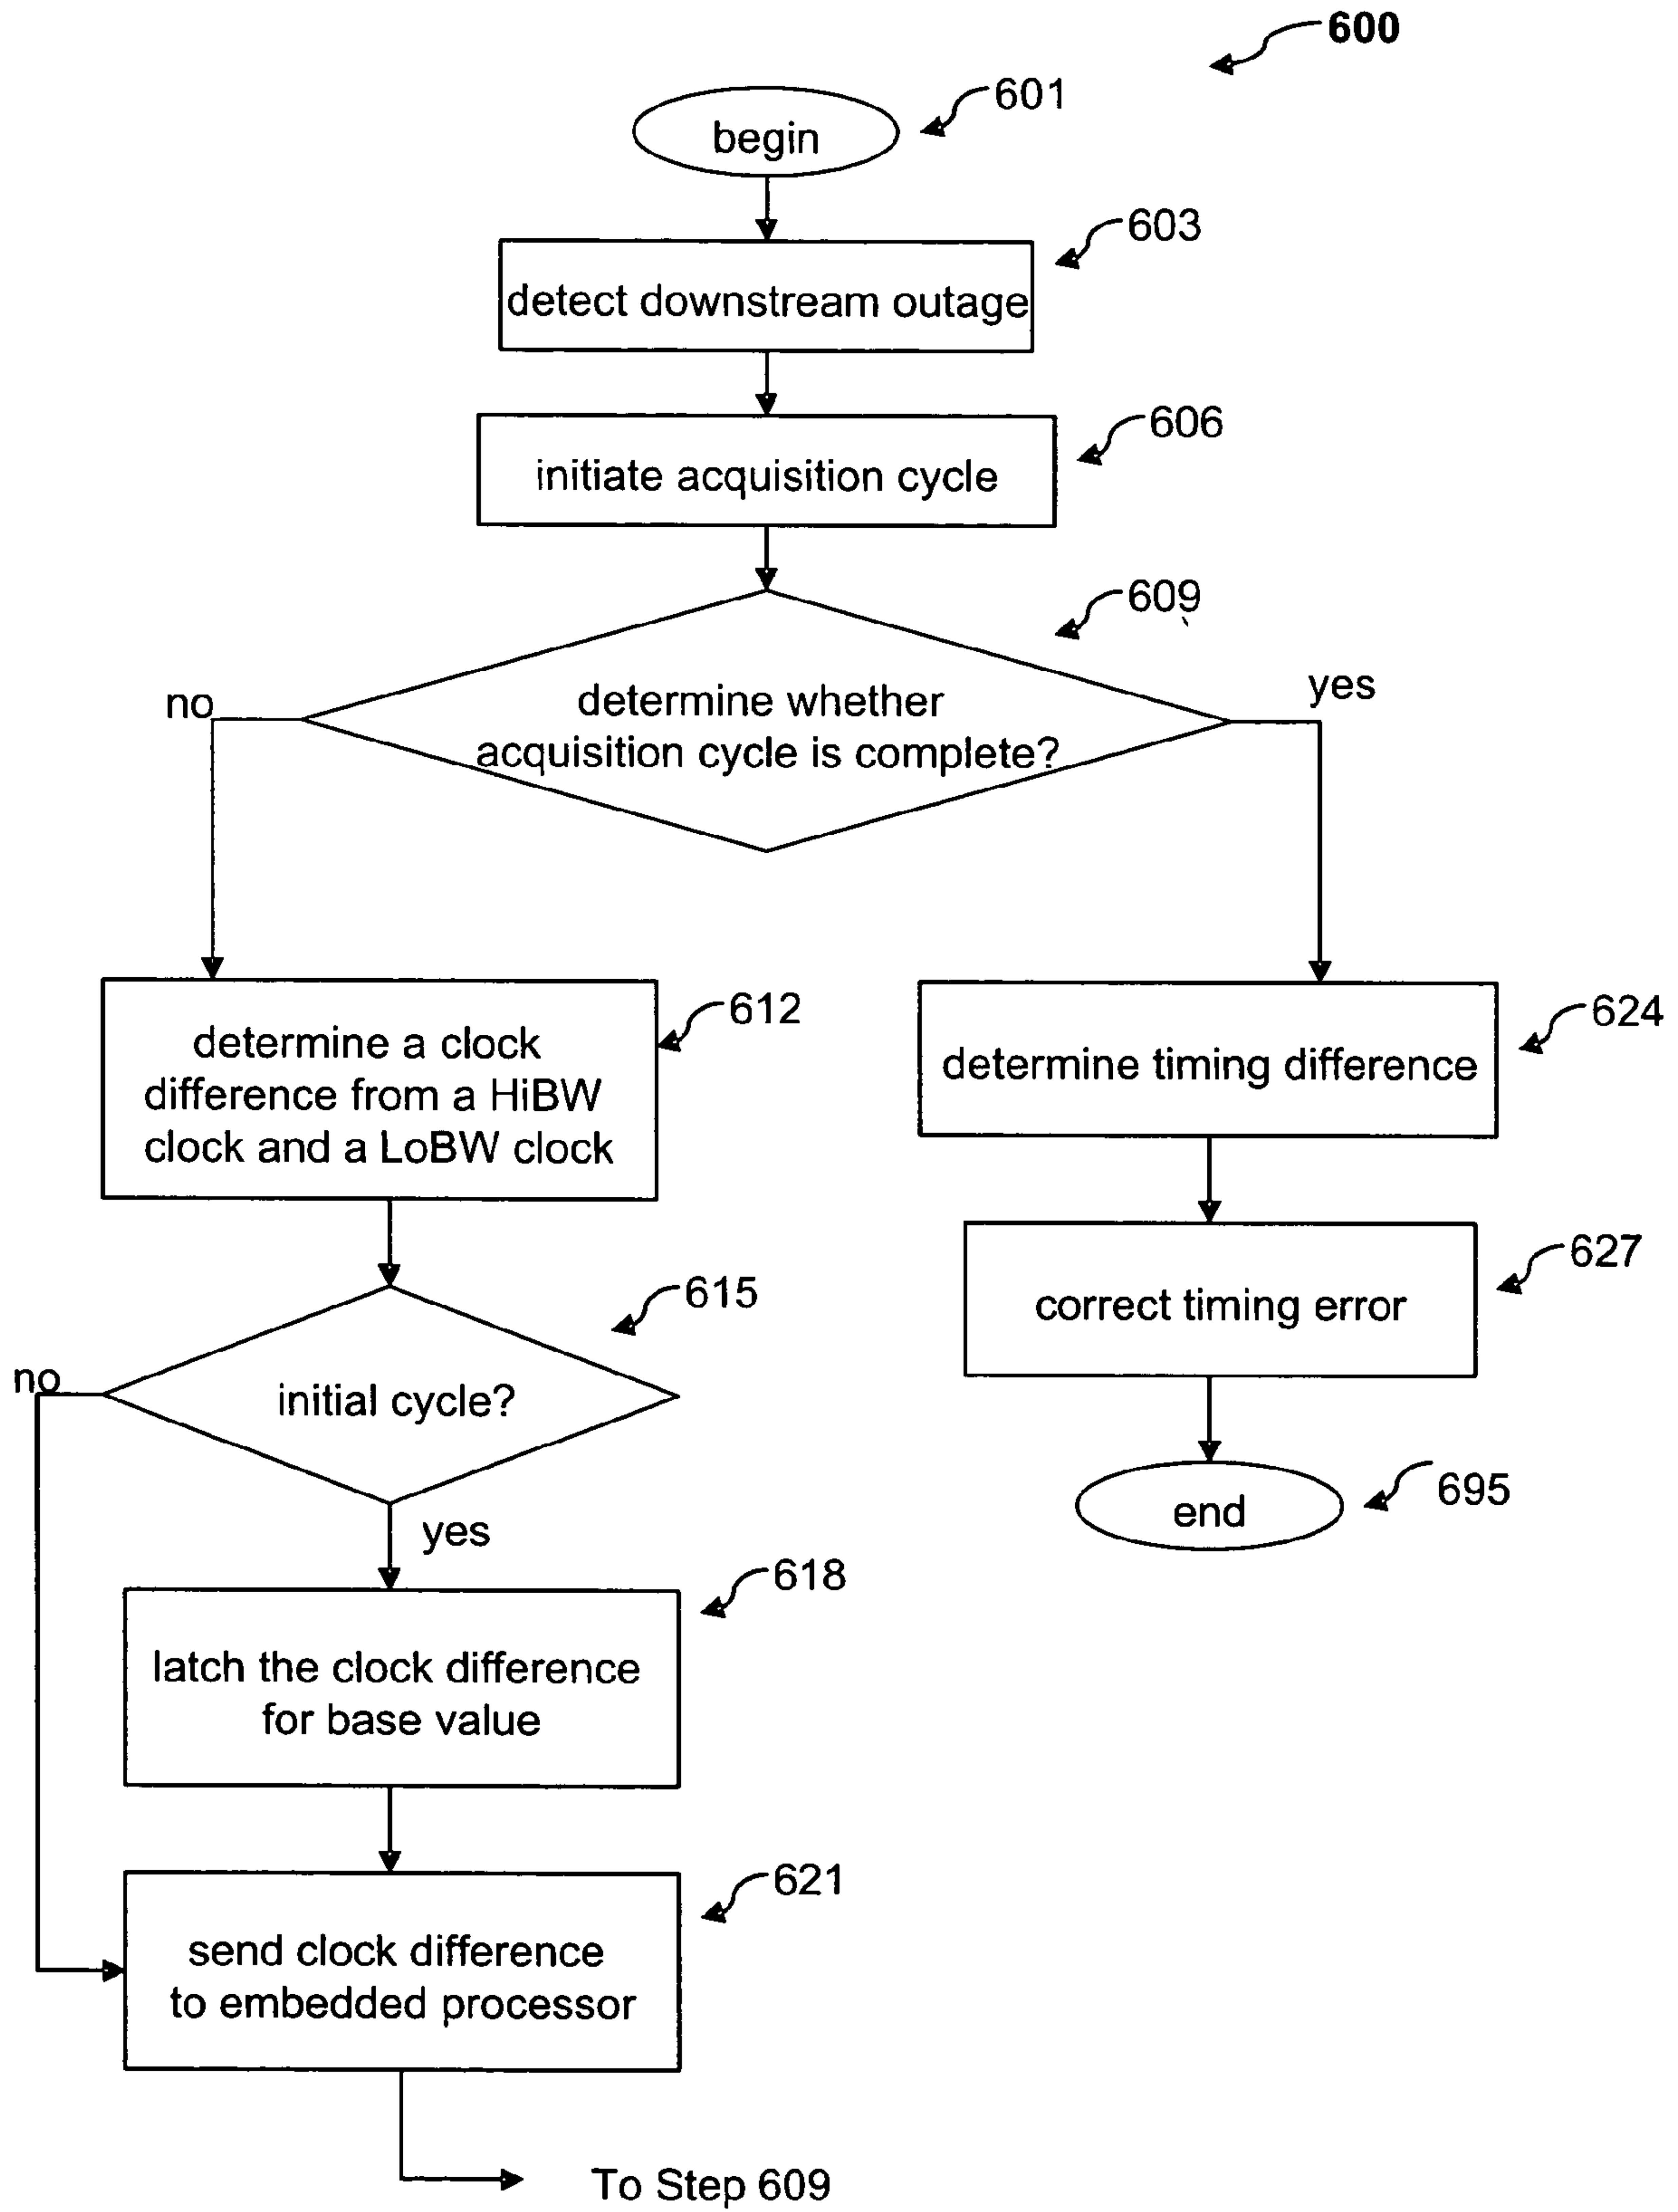 600
begin
601
detect downstream outage
603
initiate acquisition cycle
606
determine whether
acquisition cycle is complete?
609
no
yes
determine a clock
difference from a HiBW
clock and a LoBW clock
612
determine timing difference
624
correct timing error
627
end
695
initial cycle?
615
no
yes
latch the clock difference
for base value
618
send clock difference
to embedded processor
621
To Step 609